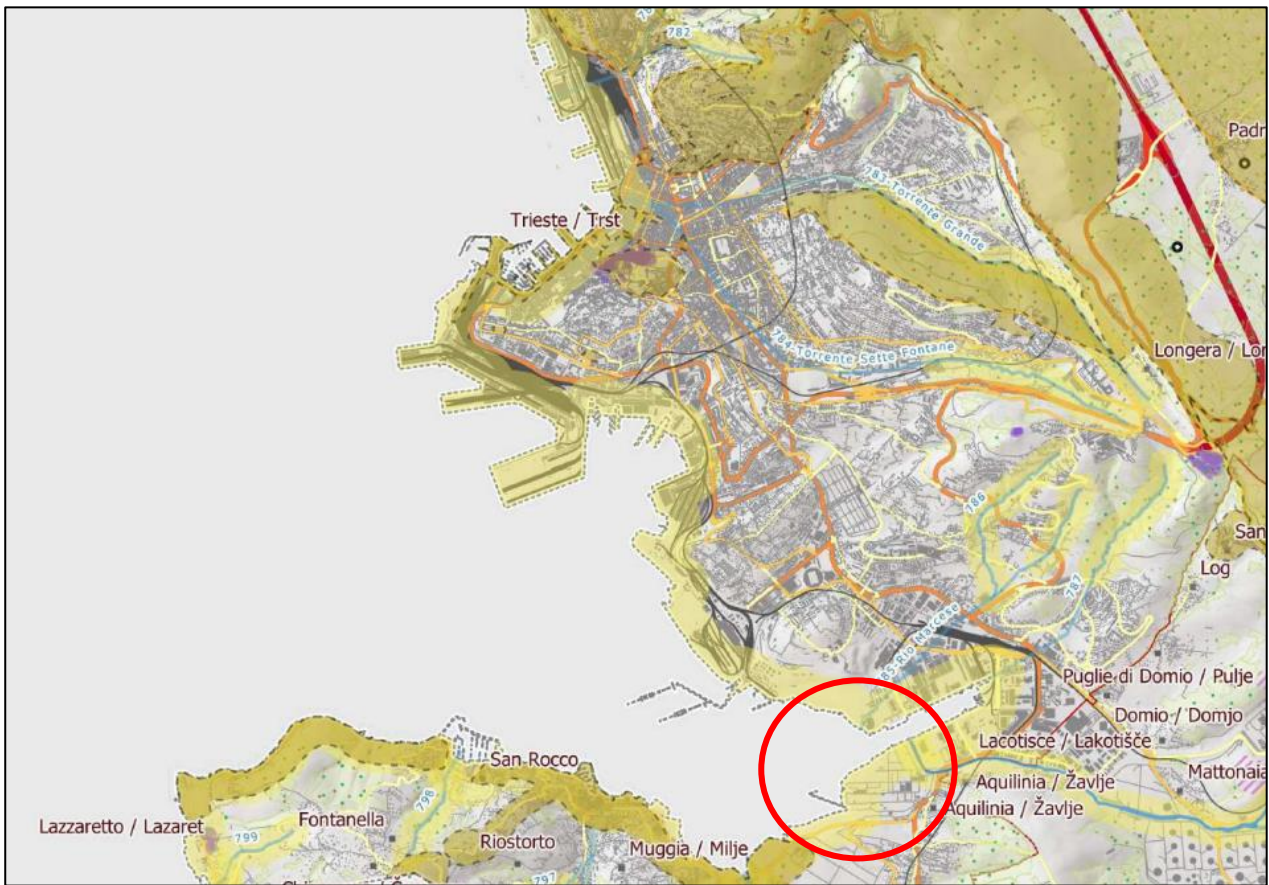 782
Padr
783-Torrente Grande
Trieste / Trst
Longera / Lon
784-Torrente Sette Fontane
786
San
Log
787
785-Rio Marcese
Puglie di Domio / Pulje
Domio / Domjo
Lacotisce / Lakotišče
San Rocco
Mattonaia
Aquilinia / Žavlje
798
Aquilinia / Žavlje
Lazzaretto / Lazaret
Fontanella
799
Riostorto
Muggia / Milje
797